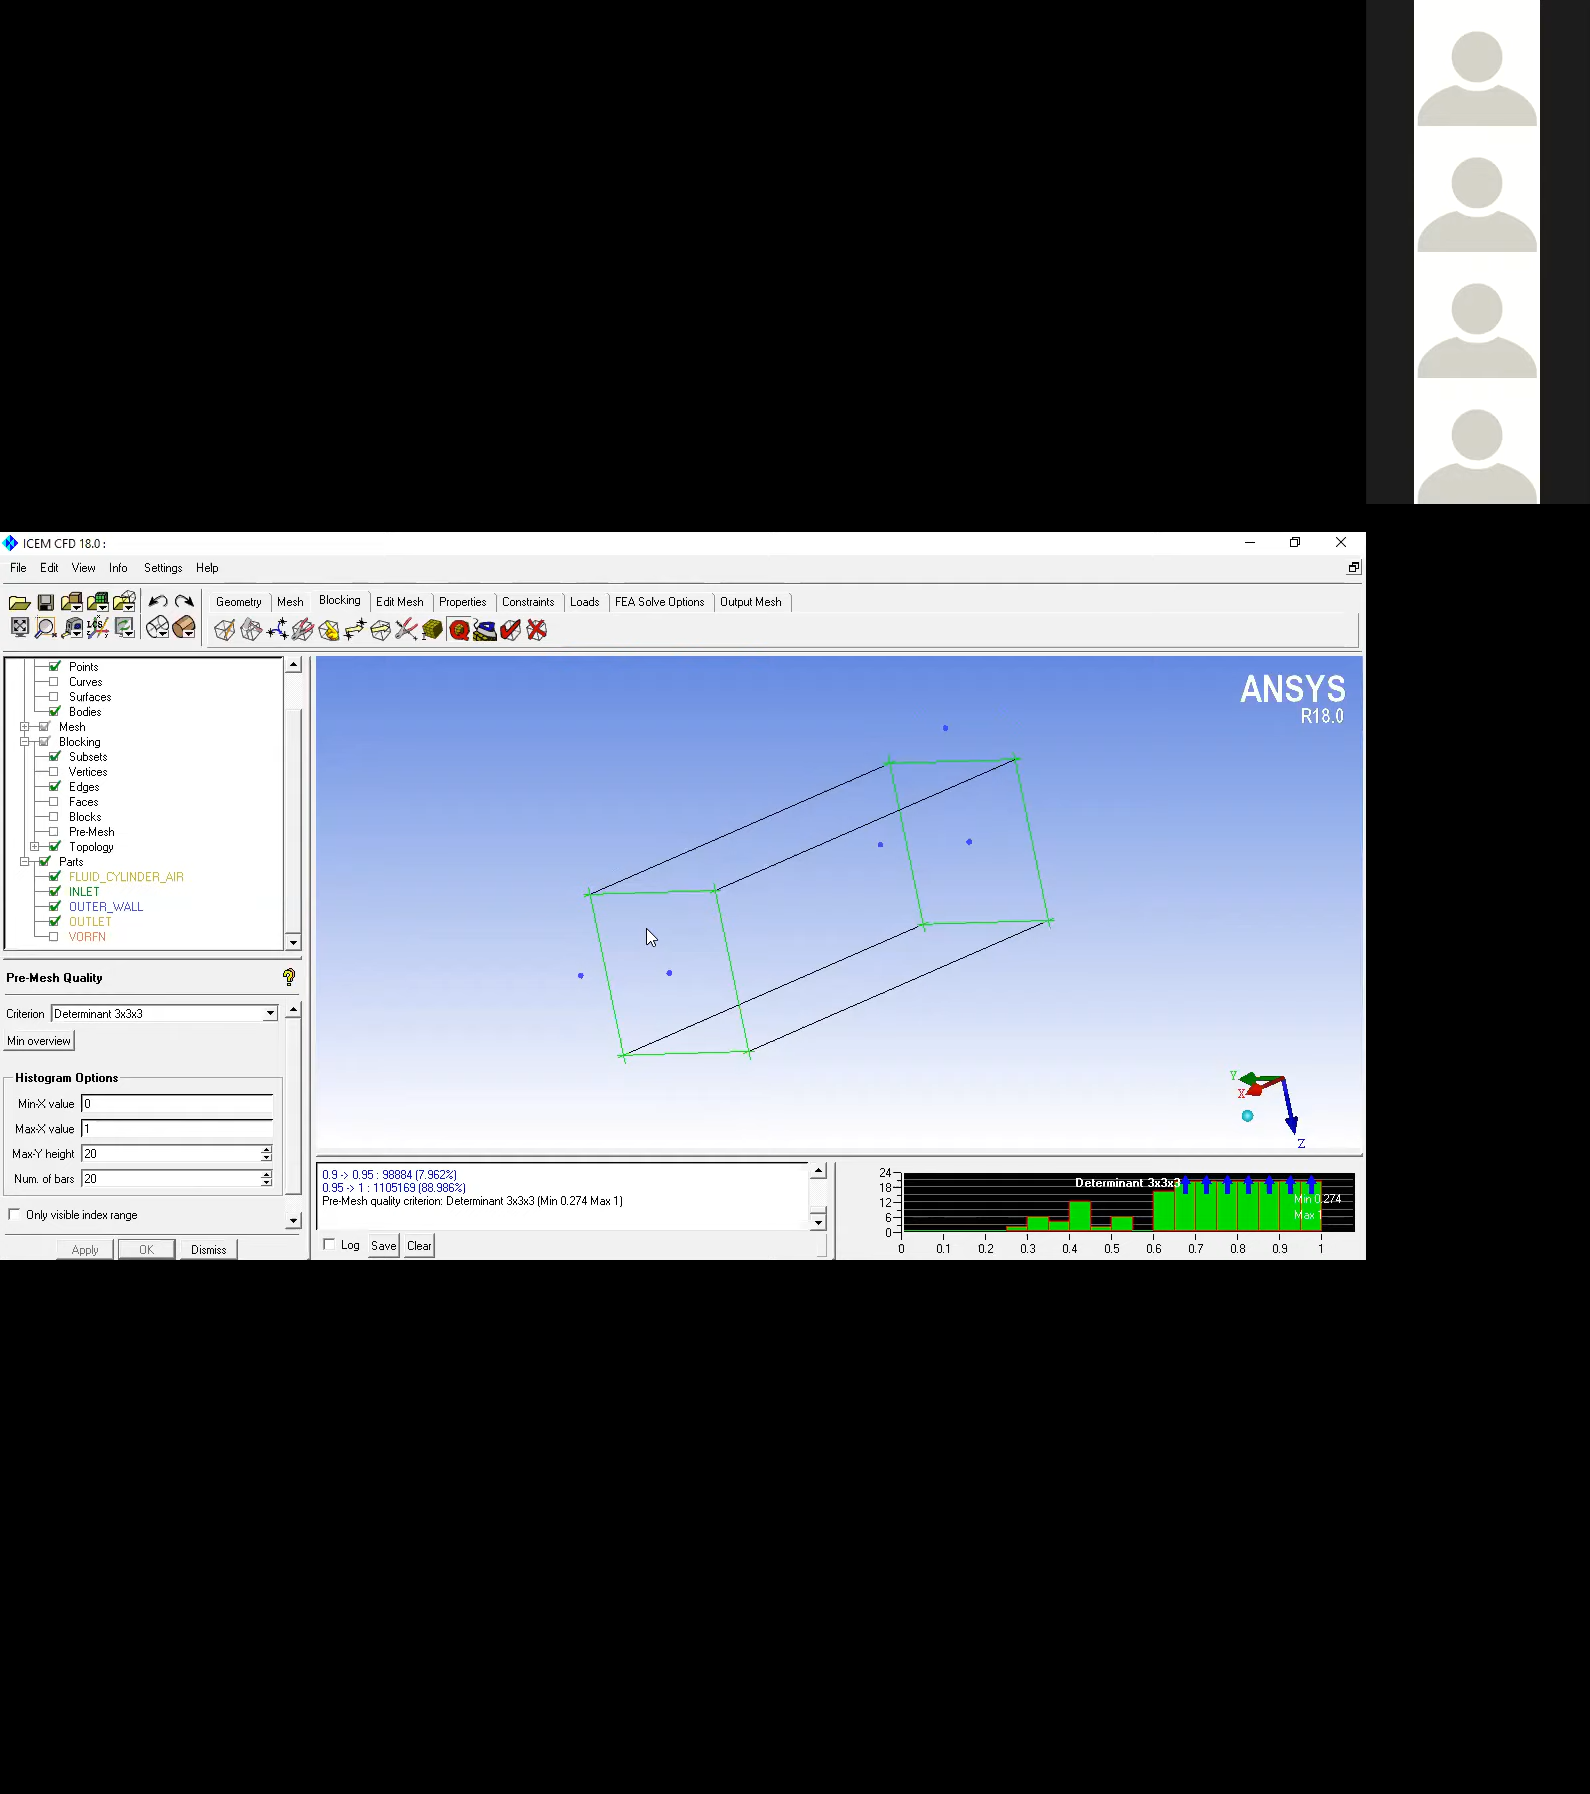 ICEM CFD 18.0 :
File Edit View Info Settings Help
Geometry Mesh Blocking Edit Mesh Properties Constraints Loads FEA Solve Options Output Mesh
LCS
Points
Curves
Surfaces
Bodies
Mesh
Blocking
Subsets
Vertices
Edges
Faces
Blocks
Pre-Mesh
Topology
Parts
FLUID_CYLINDER_AIR
INLET
OUTER_WALL
OUTLET
VORFN
Pre-Mesh Quality
Criterion Determinant 3x3x3
Min overview
Histogram Options
Min-X value 0
Max-X value 1
Max-Y height 20
Num. of bars 20
Only visible index range
Apply OK Dismiss
ANSYS
R18.0
Y
X
Z
0.9 -> 0.95 : 98884 (7.962%)
0.95 -> 1 : 1105169 (88.986%)
Pre-Mesh quality criterion: Determinant 3x3x3 (Min 0.274 Max 1)
Log Save Clear
Determinant 3x3x3
Min 0.274
Max 1
24
18
12
6
0
0 0.1 0.2 0.3 0.4 0.5 0.6 0.7 0.8 0.9 1